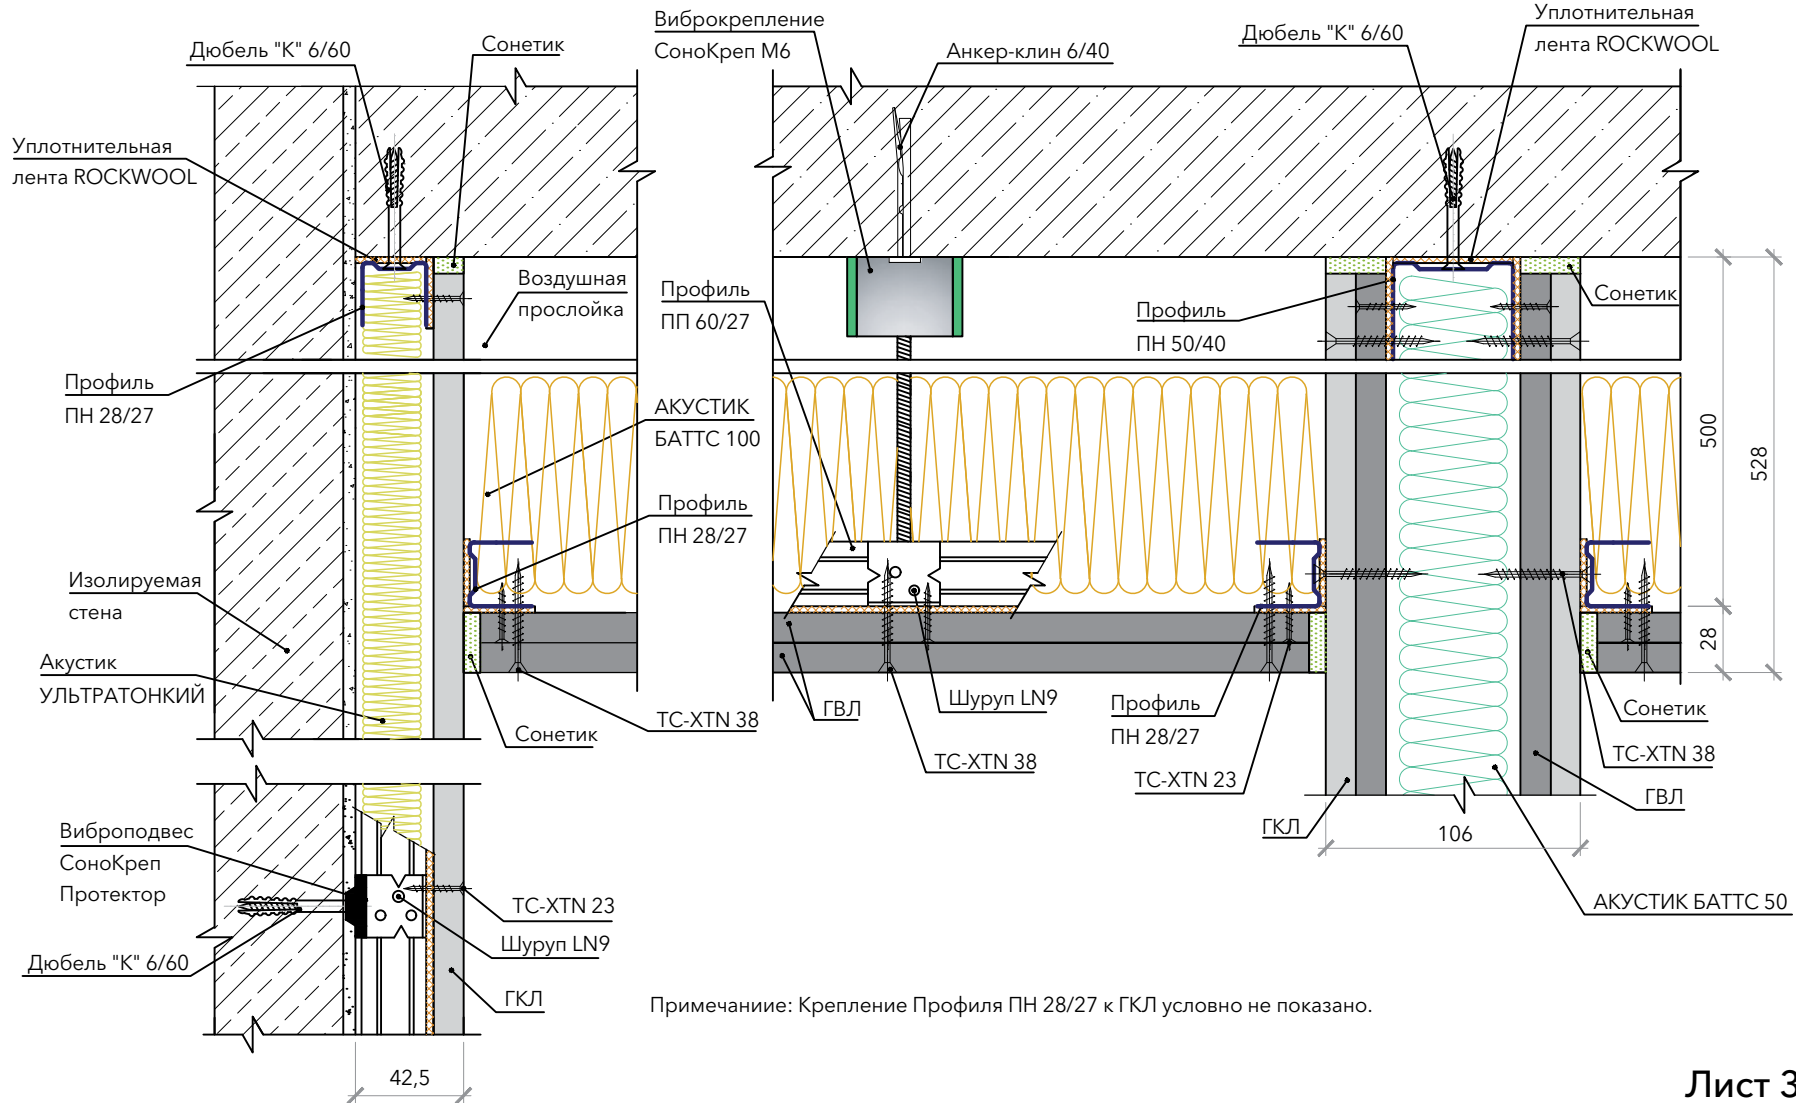 Дюбель "К" 6/60
Сонетик
Виброкрепление
СоноКреп М6
Анкер-клин 6/40
Дюбель "К" 6/60
Уплотнительная
лента ROCKWOOL
Уплотнительная
лента ROCKWOOL
Воздушная
прослойка
Профиль
ПП 60/27
Профиль
ПН 50/40
Сонетик
Профиль
ПН 28/27
АКУСТИК
БАТТС 100
500
528
Профиль
ПН 28/27
Изолируемая
стена
28
Акустик
УЛЬТРАТОНКИЙ
Сонетик
ТС-XTN 38
ГВЛ
Шуруп LN9
ТС-XTN 38
Профиль
ПН 28/27
ТС-XTN 23
Сонетик
ТС-XTN 38
ГВЛ
ГКЛ
106
Виброподвес
СоноКреп
Протектор
ТС-XTN 23
АКУСТИК БАТТС 50
Шуруп LN9
Дюбель "К" 6/60
ГКЛ
Примечаниие: Крепление Профиля ПН 28/27 к ГКЛ условно не показано.
42,5
Лист 3